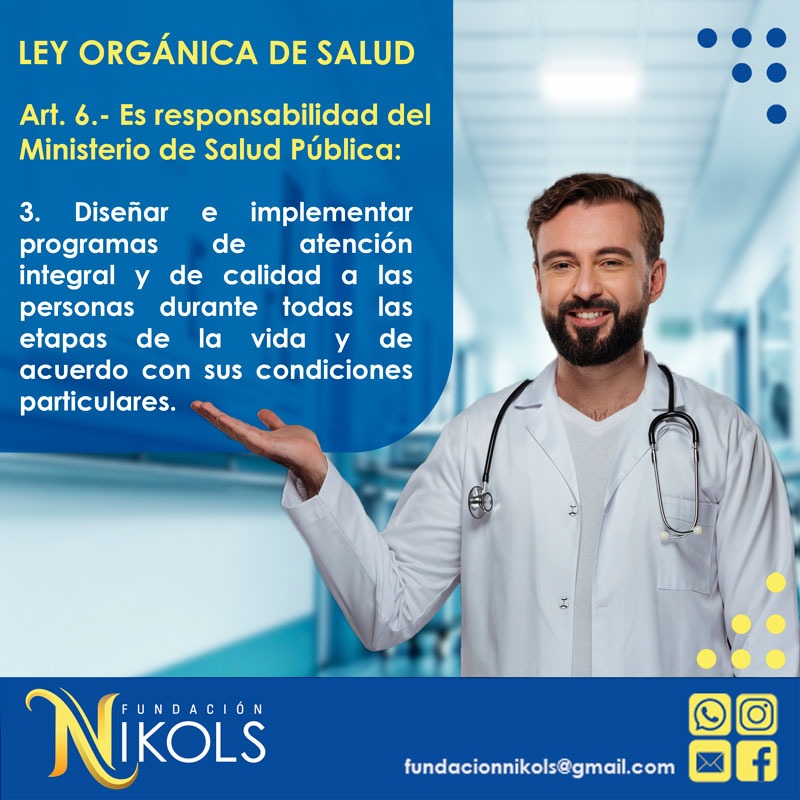 LEY ORGÁNICA DE SALUD
Art. 6.- Es responsabilidad del
Ministerio de Salud Pública:
3. Diseñar e implementar
programas de atención
integral y de calidad a las
personas durante todas las
etapas de la vida y de
acuerdo con sus condiciones
particulares.
FUNDACIÓN
NIKOLS
fundacionnikols@gmail.com